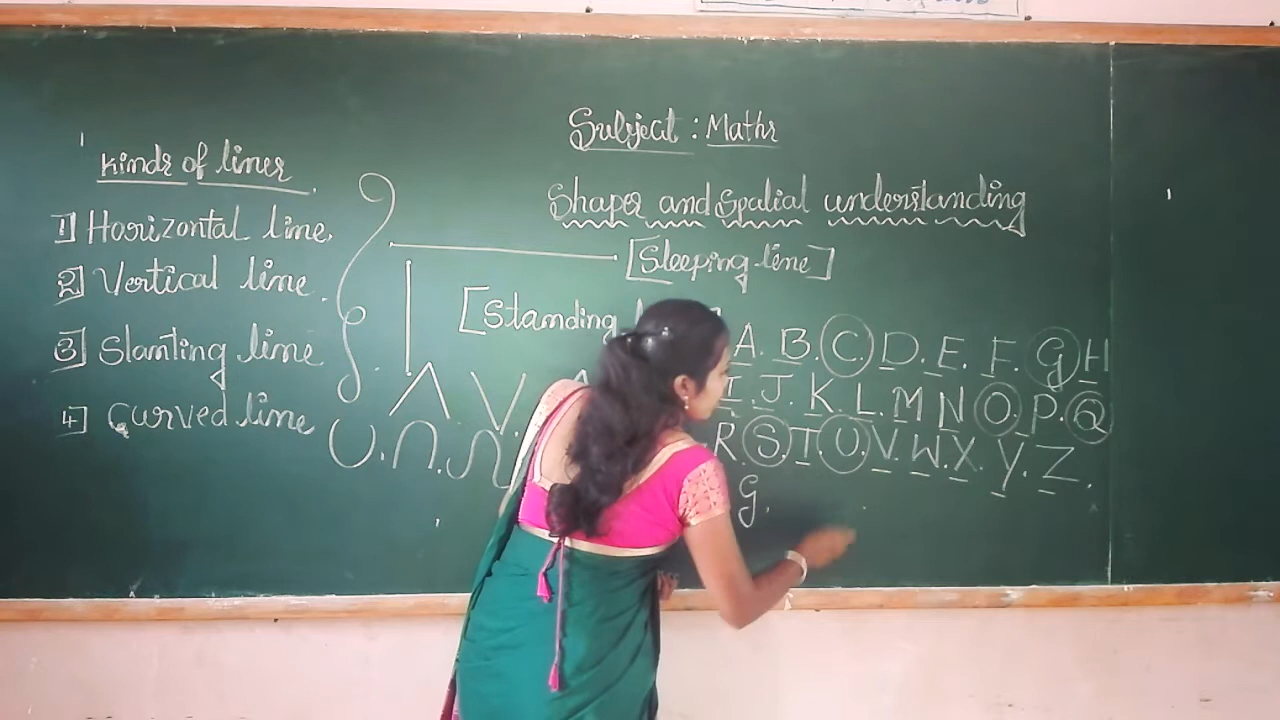 Subject : Maths
Kinds of lines
Shapes and Spatial understanding
1] Horizontal line.
[Sleeping line]
2] Vertical line.
[Standing
3] Slanting line
4] Curved line
A. B. C. D. E. F. G H
I. J. K. L. M N O. P. Q
R. S. T. U. V. W. X. Y. Z.
G.